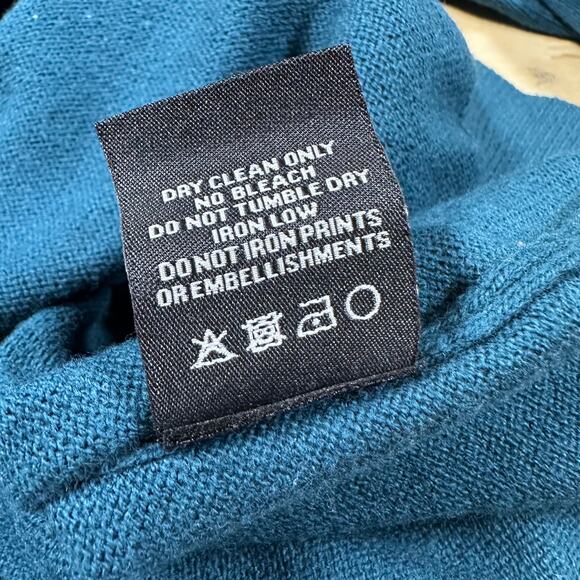 DRY CLEAN ONLY
NO BLEACH
DO NOT TUMBLE DRY
IRON LOW
DO NOT IRON PRINTS
OR EMBELLISHMENTS